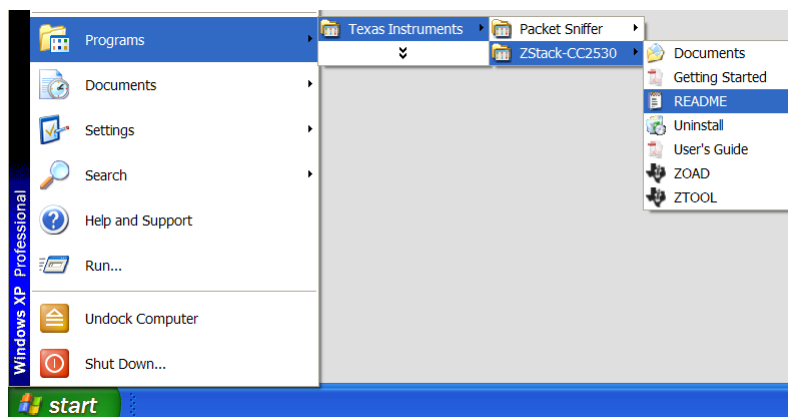 Programs
Documents
Settings
Search
Help and Support
Run...
Undock Computer
Shut Down...
Windows XP Professional
start
Texas Instruments
Packet Sniffer
ZStack-CC2530
Documents
Getting Started
README
Uninstall
User's Guide
ZOAD
ZTOOL